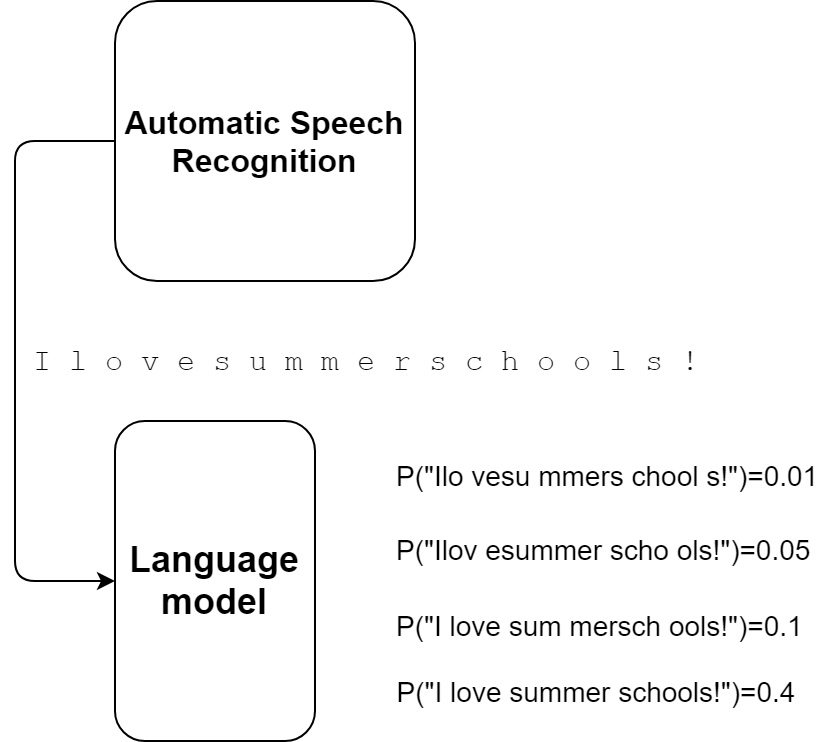 Automatic Speech
Recognition
I l o v e s u m m e r s c h o o l s !
P("Ilo vesu mmers chool s!")=0.01
P("Ilov esummer scho ols!")=0.05
Language
model
P("I love sum mersch ools!")=0.1
P("I love summer schools!")=0.4